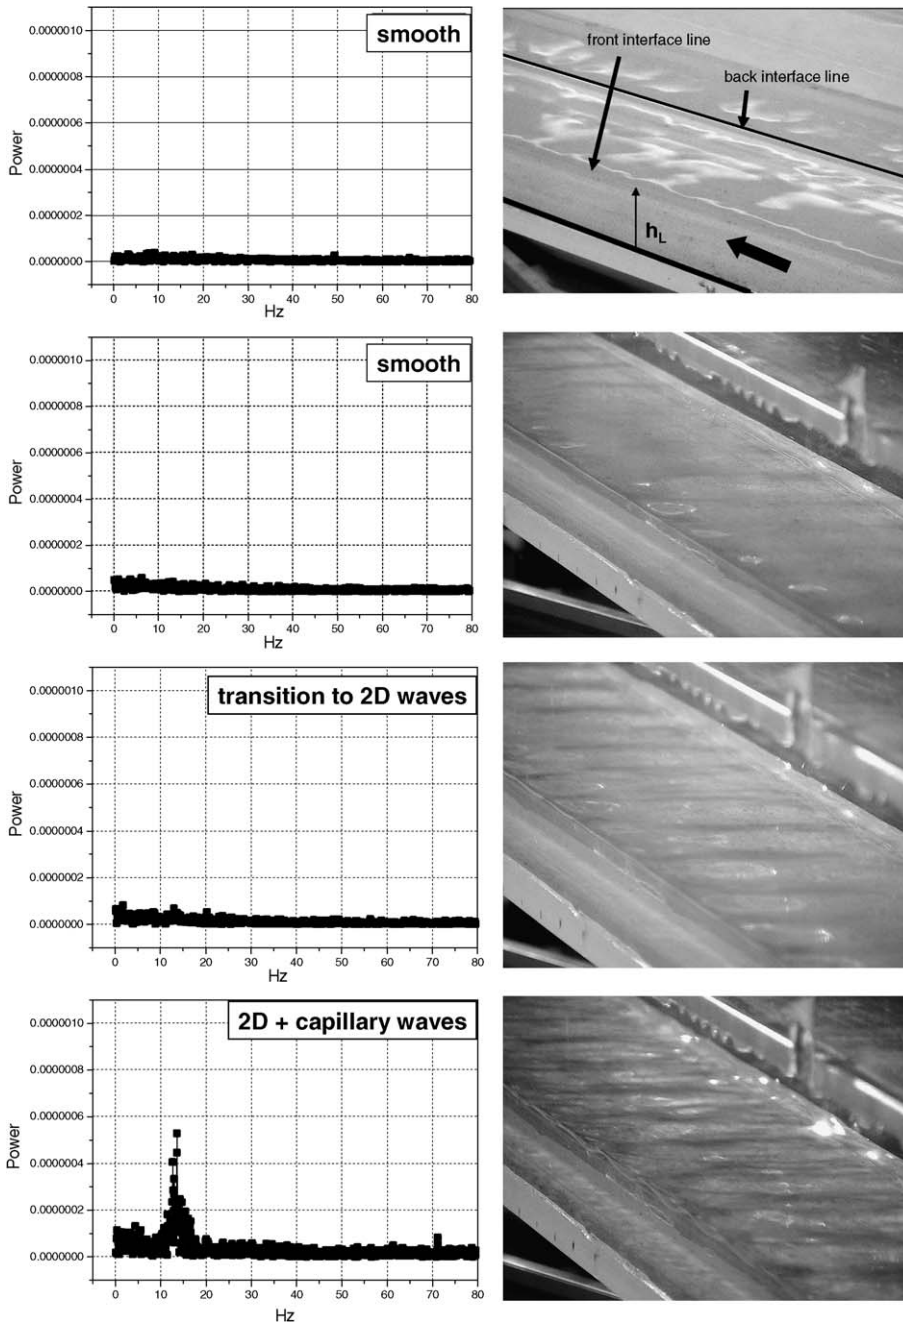 smooth
0.0000010
0.0000008
0.0000006
0.0000004
0.0000002
0.0000000
Power
0 10 20 30 40 50 60 70 80
Hz
front interface line
back interface line
hL
smooth
0.0000010
0.0000008
0.0000006
0.0000004
0.0000002
0.0000000
Power
0 10 20 30 40 50 60 70 80
Hz
transition to 2D waves
0.0000010
0.0000008
0.0000006
0.0000004
0.0000002
0.0000000
Power
0 10 20 30 40 50 60 70 80
Hz
2D + capillary waves
0.0000010
0.0000008
0.0000006
0.0000004
0.0000002
0.0000000
Power
0 10 20 30 40 50 60 70 80
Hz